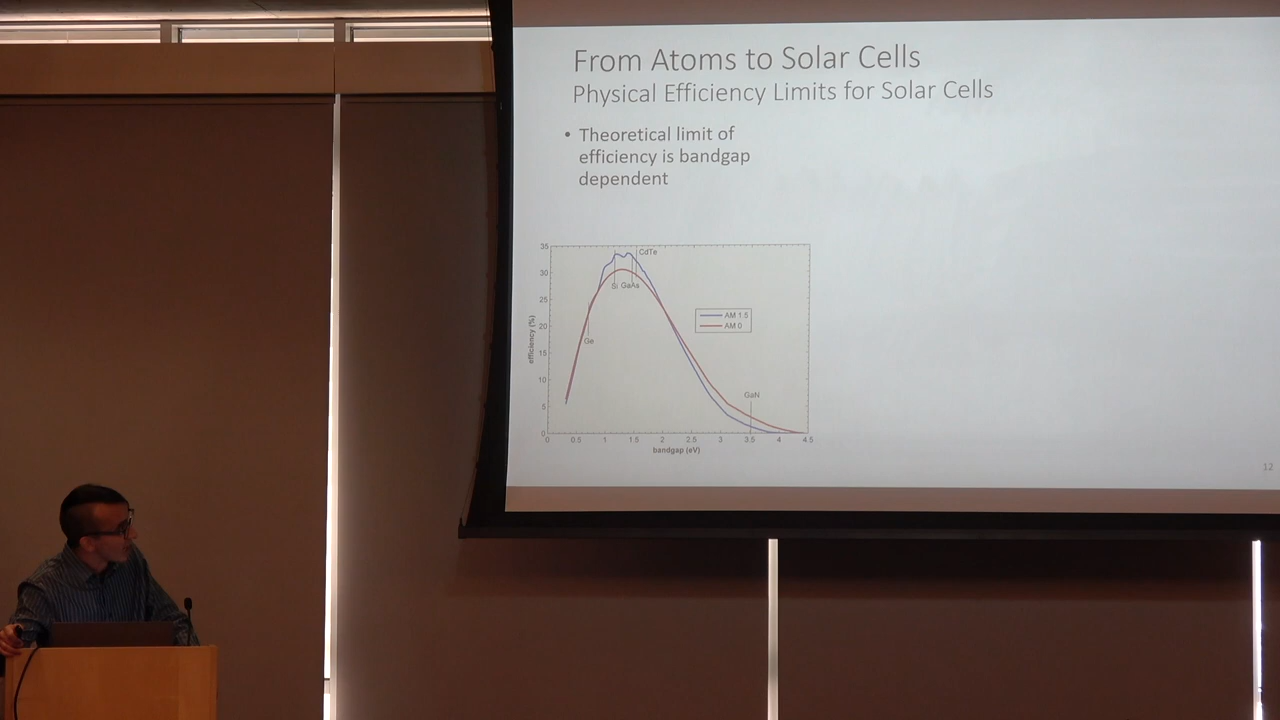 From Atoms to Solar Cells
Physical Efficiency Limits for Solar Cells
• Theoretical limit of
efficiency is bandgap
dependent
35
30
25
20
15
10
5
0
efficiency (%)
CdTe
Si GaAs
Ge
AM 1.5
AM 0
GaN
0 0.5 1 1.5 2 2.5 3 3.5 4 4.5
bandgap (eV)
12